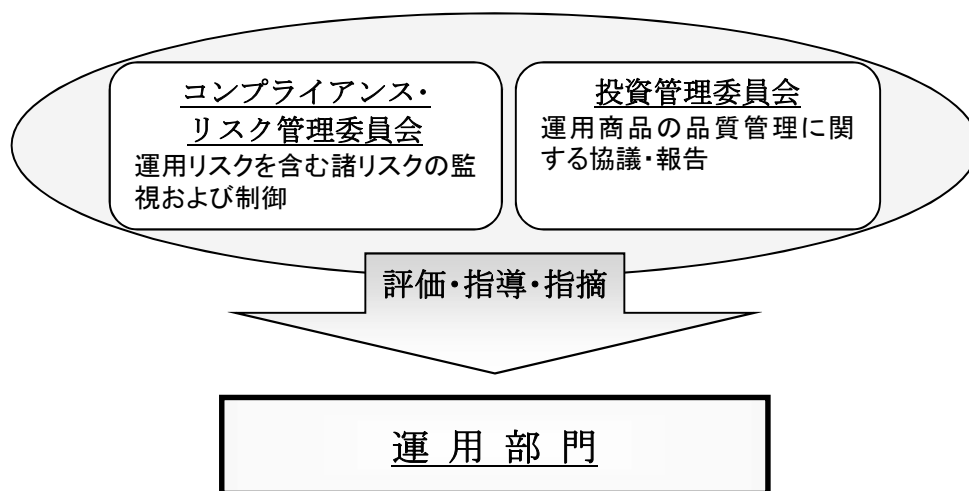 コンプライアンス・
リスク管理委員会
運用リスクを含む諸リスクの監
視および制御
投資管理委員会
運用商品の品質管理に関
する協議・報告
評価・指導・指摘
運用部門